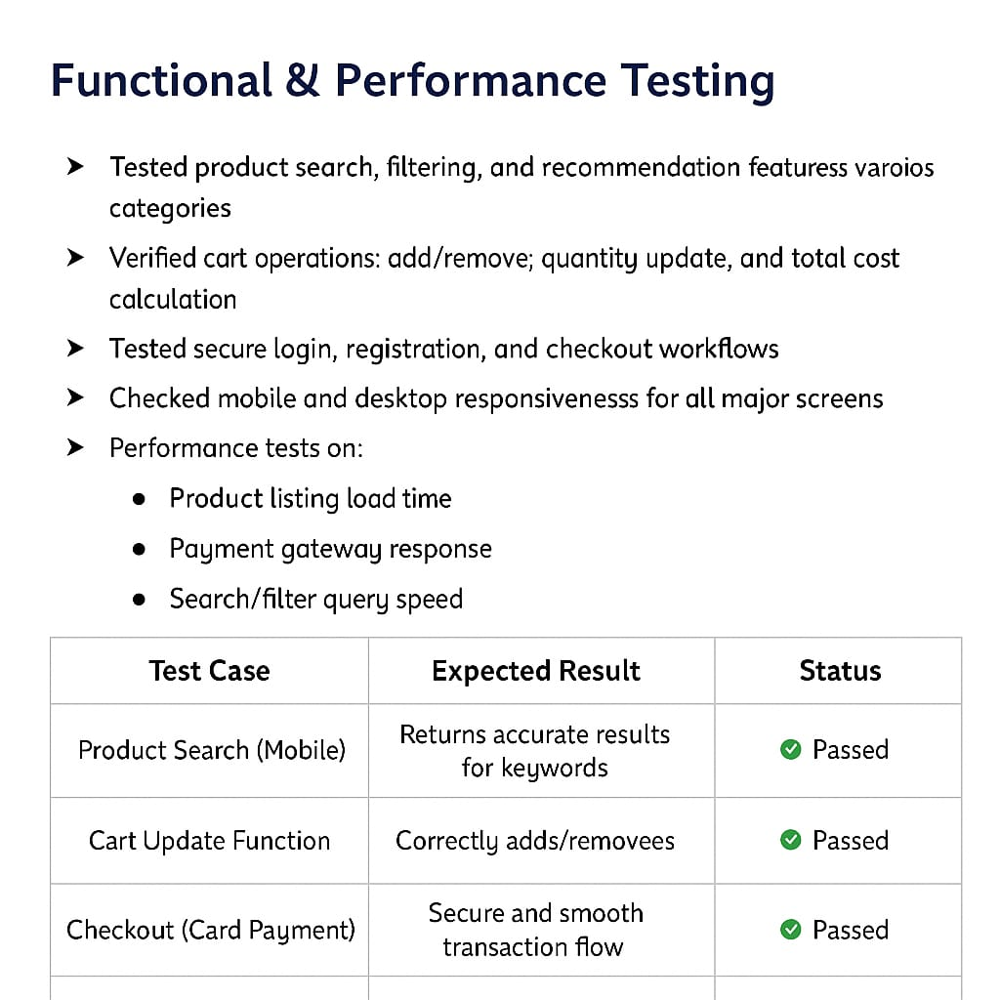 Functional & Performance Testing
➤ Tested product search, filtering, and recommendation featuress varoios
categories
➤ Verified cart operations: add/remove; quantity update, and total cost
calculation
➤ Tested secure login, registration, and checkout workflows
➤ Checked mobile and desktop responsivenesss for all major screens
➤ Performance tests on:
● Product listing load time
● Payment gateway response
● Search/filter query speed
Test Case Expected Result Status
Product Search (Mobile) Returns accurate results for keywords Passed
Cart Update Function Correctly adds/removees Passed
Checkout (Card Payment) Secure and smooth transaction flow Passed